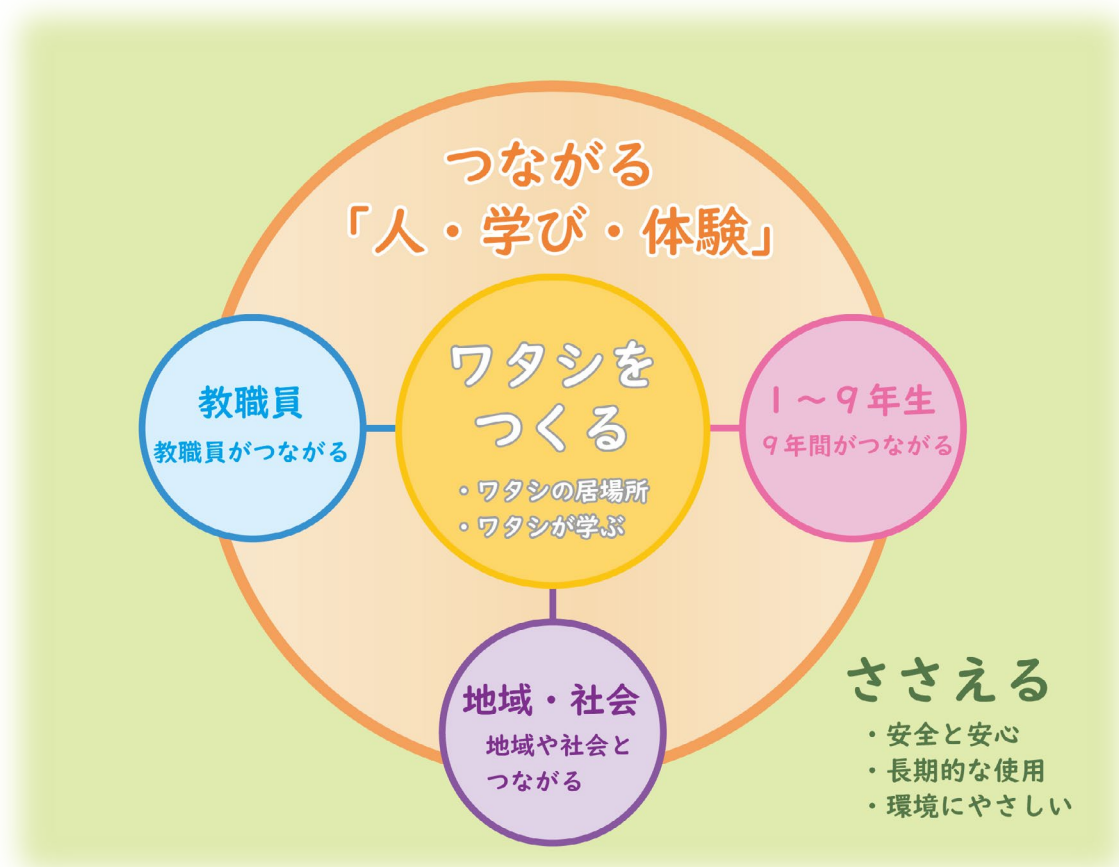 つながる
「人・学び・体験」
ワタシを
つくる
・ワタシの居場所
・ワタシが学ぶ
教職員
教職員がつながる
1～9年生
9年間がつながる
地域・社会
地域や社会と
つながる
ささえる
・安全と安心
・長期的な使用
・環境にやさしい